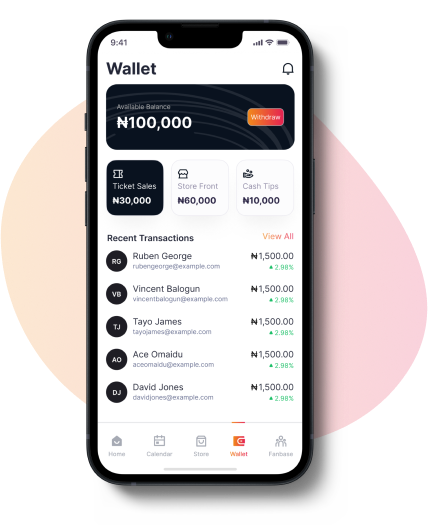 9:41
Wallet
Available Balance
₦100,000
Withdraw
Ticket Sales
₦30,000
Store Front
₦60,000
Cash Tips
₦10,000
Recent Transactions
View All
RG
Ruben George
rubengeorge@example.com
₦1,500.00
▲2.98%
VB
Vincent Balogun
vincentbalogun@example.com
₦1,500.00
▲2.98%
TJ
Tayo James
tayojames@example.com
₦1,500.00
▲2.98%
AO
Ace Omaidu
aceomaidu@example.com
₦1,500.00
▲2.98%
DJ
David Jones
davidjones@example.com
₦1,500.00
▲2.98%
Home
Calendar
Store
Wallet
Fanbase